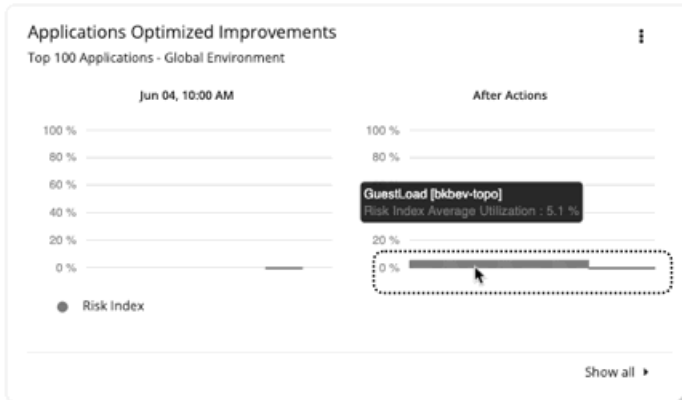 Applications Optimized Improvements
Top 100 Applications - Global Environment
Jun 04, 10:00 AM
100 %
80 %
60 %
40 %
20 %
0 %
Risk Index
After Actions
100 %
80 %
GuestLoad [bkbev-topo]
Risk Index Average Utilization : 5.1 %
20 %
0 %
Show all